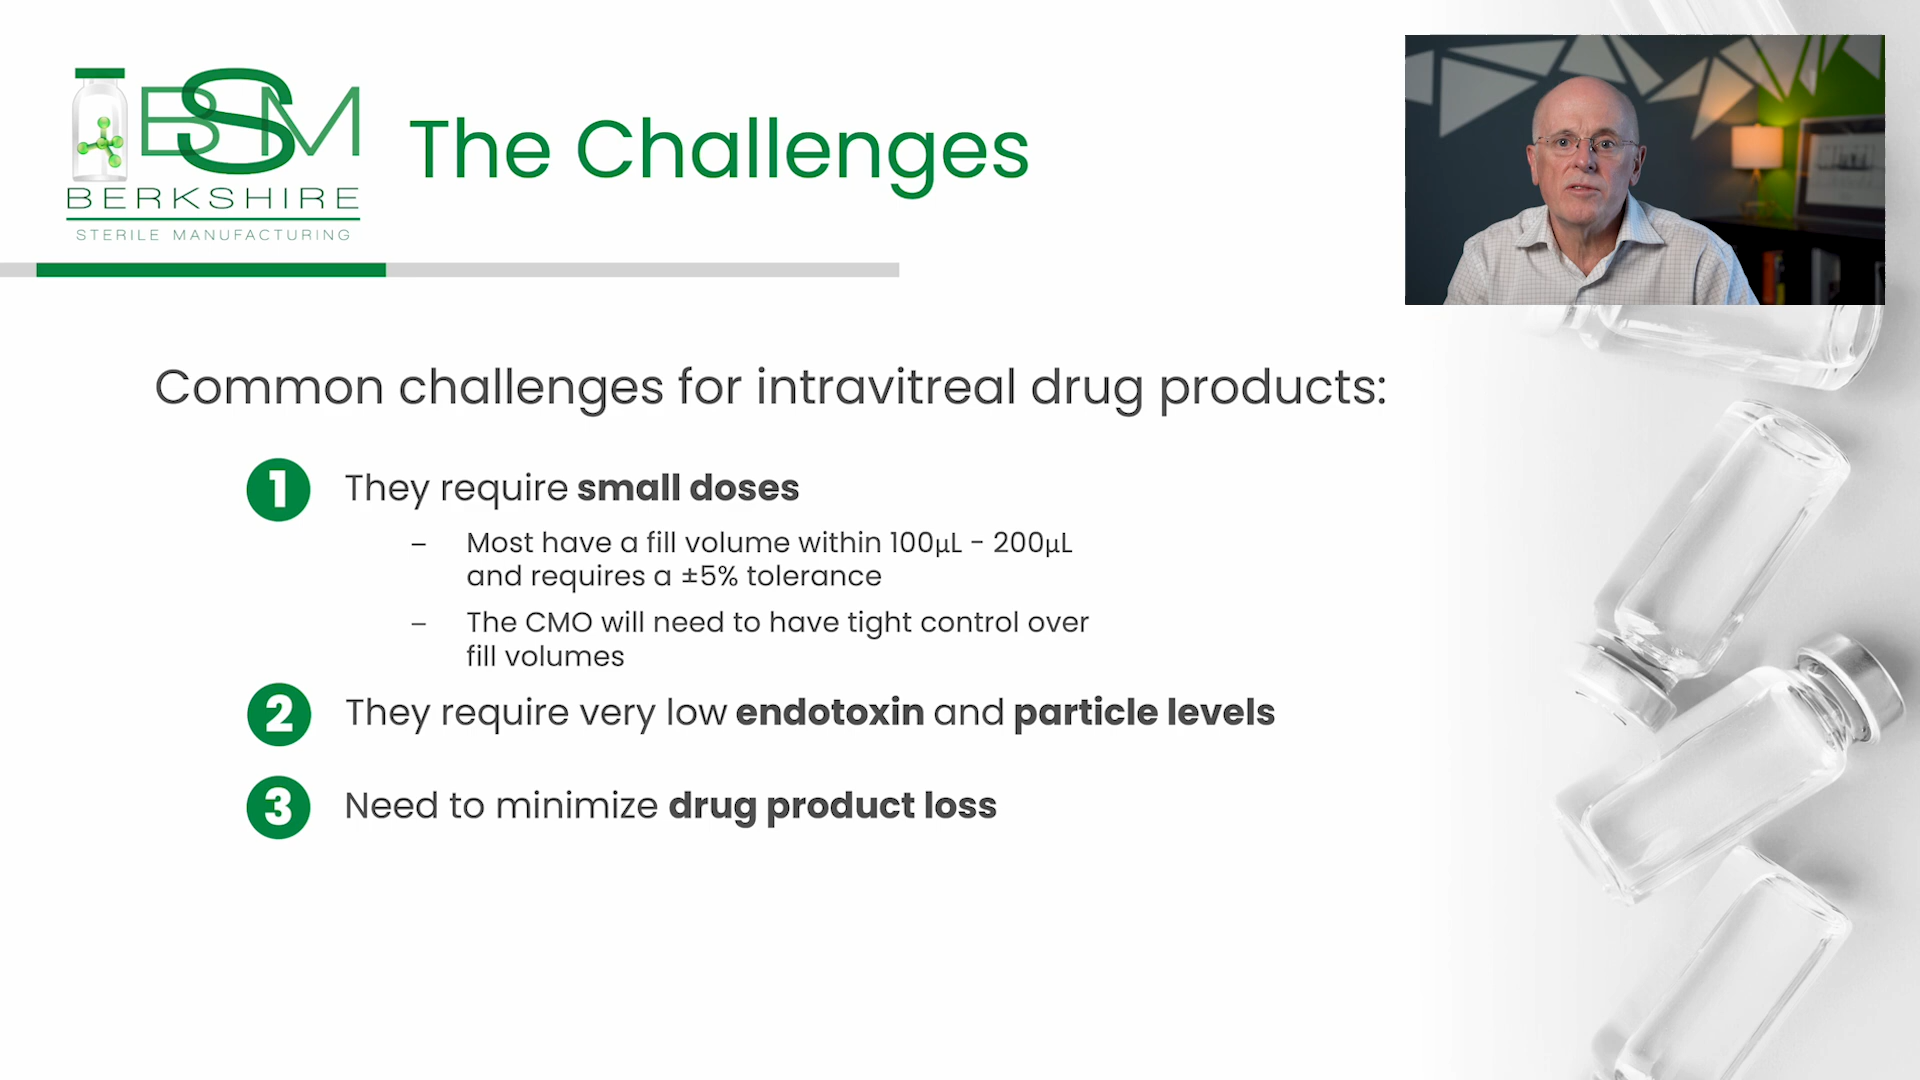 BSM
BERKSHIRE
STERILE MANUFACTURING
The Challenges
Common challenges for intravitreal drug products:
1 They require small doses
– Most have a fill volume within 100µL - 200µL
and requires a ±5% tolerance
– The CMO will need to have tight control over
fill volumes
2 They require very low endotoxin and particle levels
3 Need to minimize drug product loss